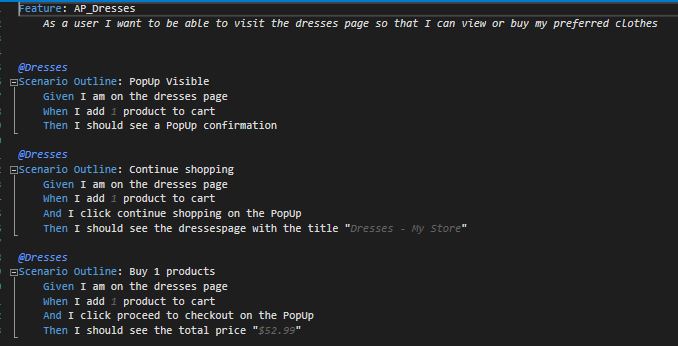 Feature: AP_Dresses
As a user I want to be able to visit the dresses page so that I can view or buy my preferred clothes
@Dresses
Scenario Outline: PopUp Visible
Given I am on the dresses page
When I add 1 product to cart
Then I should see a PopUp confirmation
@Dresses
Scenario Outline: Continue shopping
Given I am on the dresses page
When I add 1 product to cart
And I click continue shopping on the PopUp
Then I should see the dressespage with the title "Dresses - My Store"
@Dresses
Scenario Outline: Buy 1 products
Given I am on the dresses page
When I add 1 product to cart
And I click proceed to checkout on the PopUp
Then I should see the total price "$52.99"